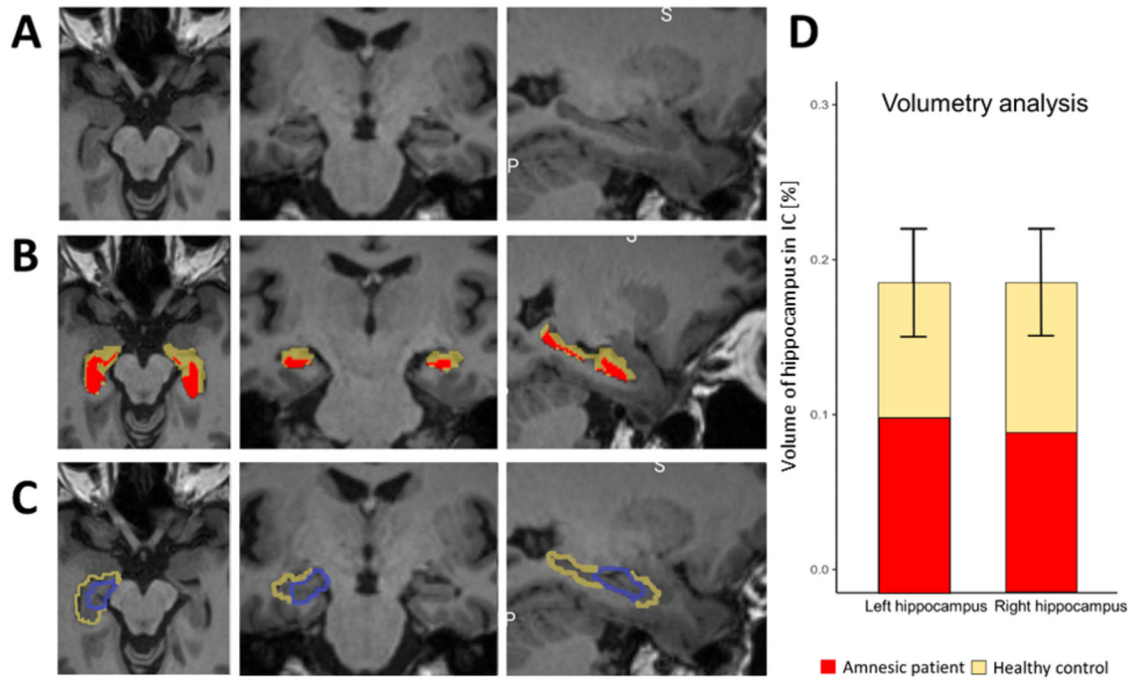 A
S
P
B
S
C
S
P
D
Volumetry analysis
Volume of hippocampus in IC [%]
0.3
0.2
0.1
0.0
Left hippocampus
Right hippocampus
Amnesic patient
Healthy control